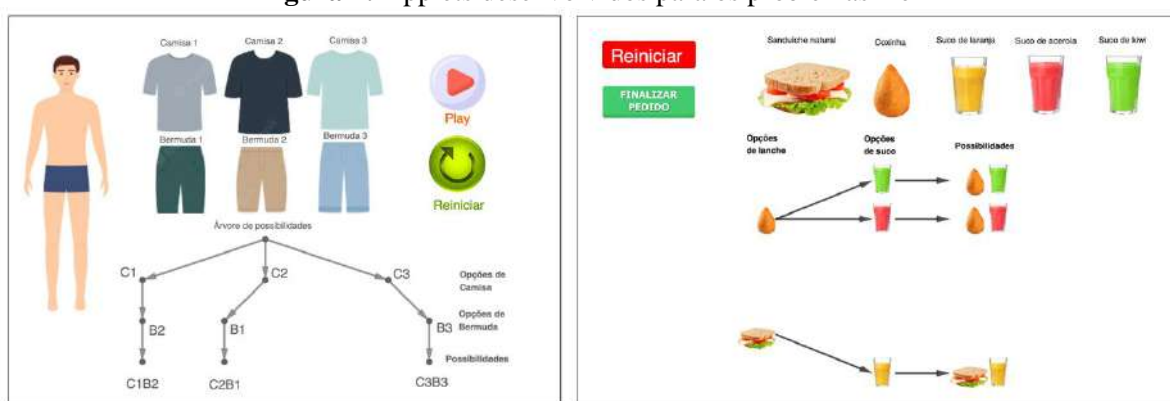 Camisa 1 Camisa 2 Camisa 3
Play
Bermuda 1 Bermuda 2 Bermuda 3
Reiniciar
Árvore de possibilidades
C1 C2 C3
Opções de
Camisa
B2 B1 B3
Opções de
Bermuda
Possibilidades
C1B2 C2B1 C3B3
Reiniciar
FINALIZAR
PEDIDO
Sanduíche natural Coxinha Suco de laranja Suco de acerola Suco de kiwi
Opções
de lanche
Opções
de suco
Possibilidades